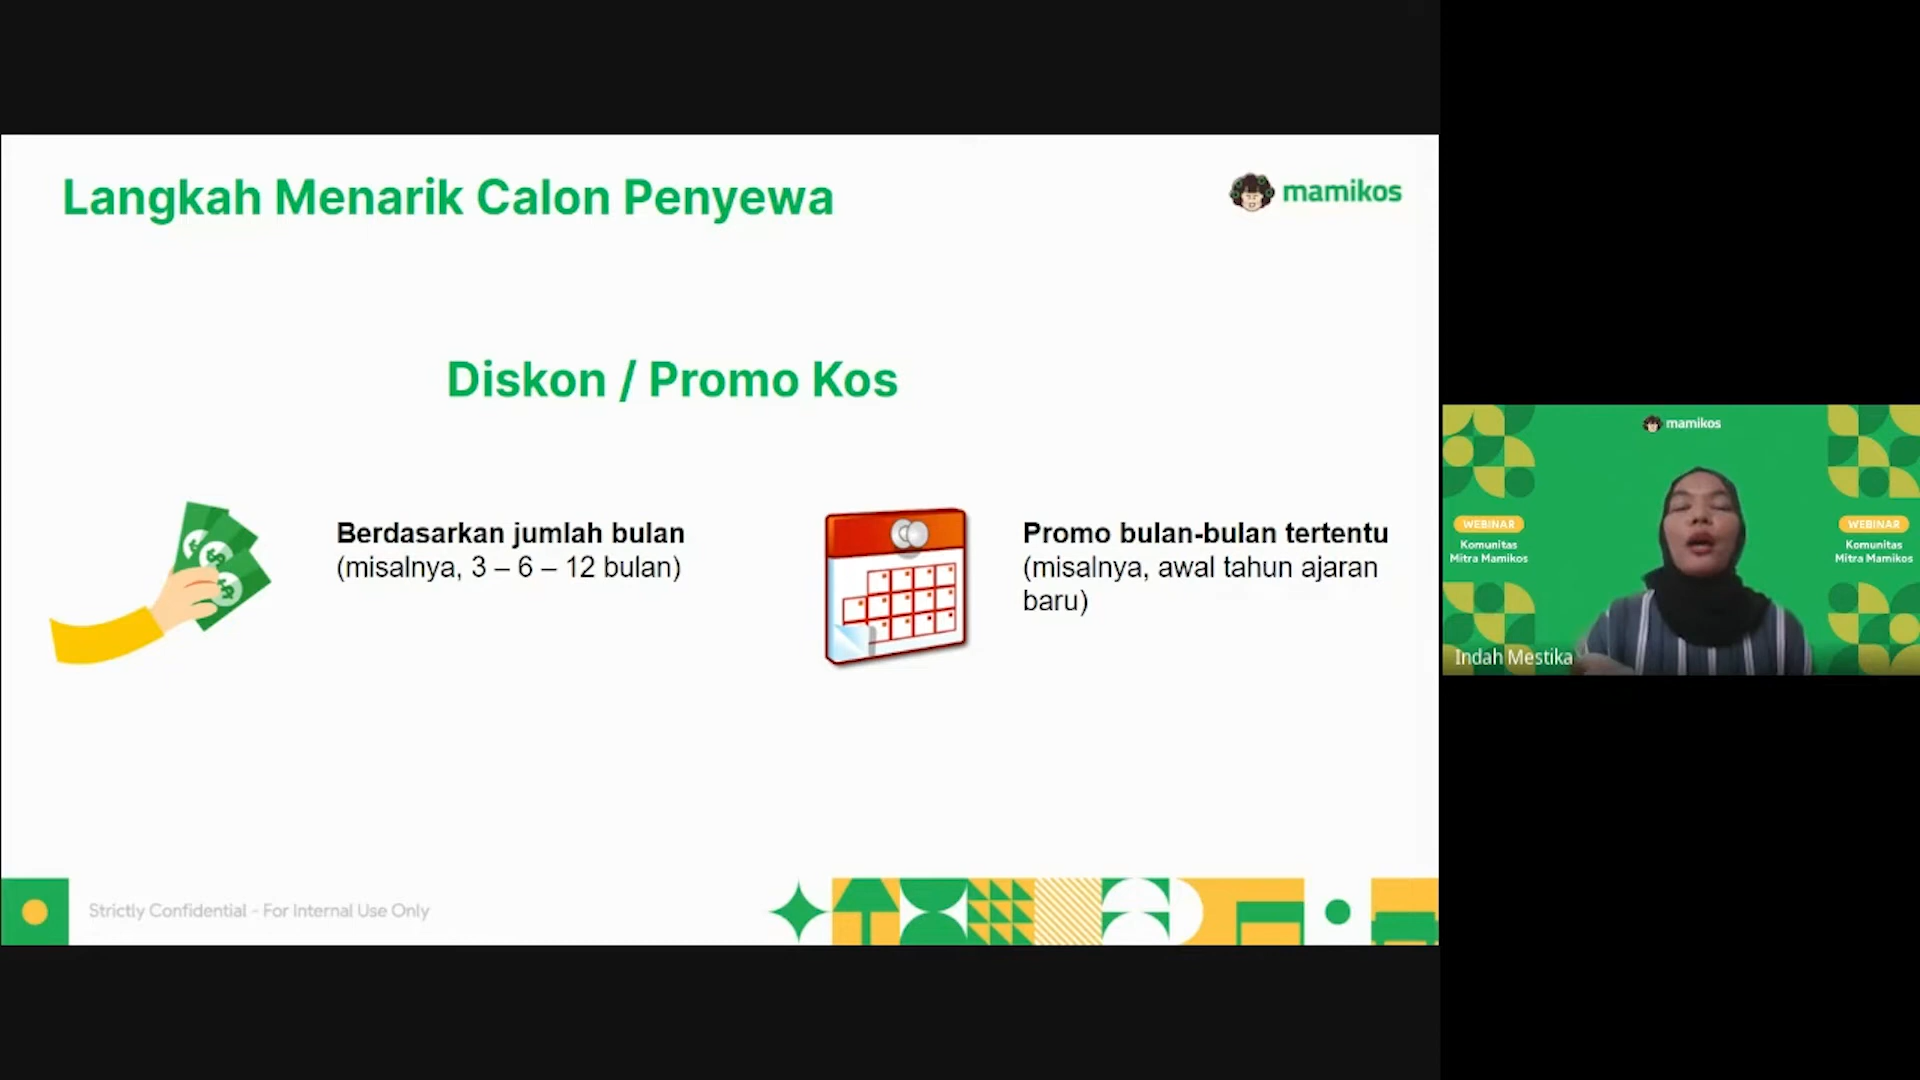 Langkah Menarik Calon Penyewa
mamikos
Diskon / Promo Kos
Berdasarkan jumlah bulan
(misalnya, 3 – 6 – 12 bulan)
Promo bulan-bulan tertentu
(misalnya, awal tahun ajaran
baru)
Strictly Confidential - For Internal Use Only
mamikos
WEBINAR
Komunitas
Mitra Mamikos
WEBINAR
Komunitas
Mitra Mamikos
Indah Mestika